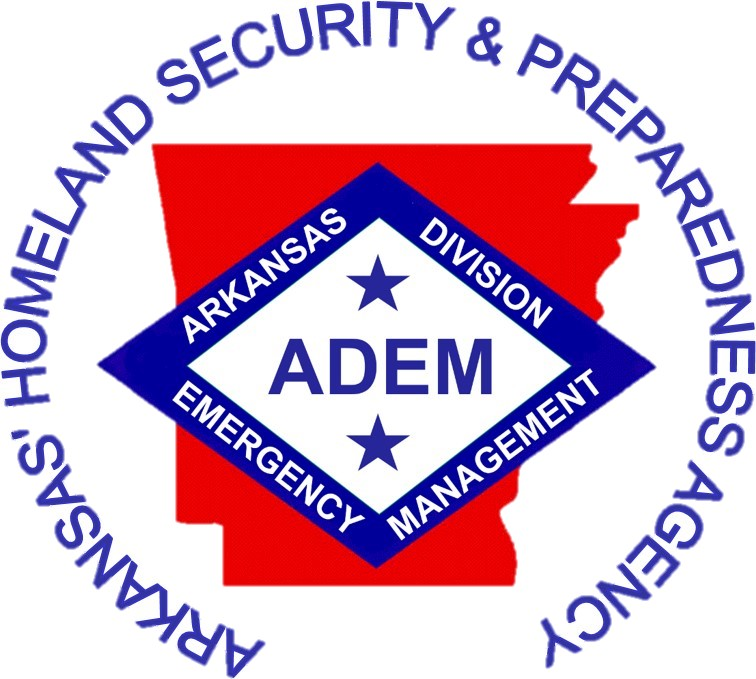 ARKANSAS' HOMELAND SECURITY & PREPAREDNESS AGENCY
ARKANSAS
DIVISION
ADEM
EMERGENCY
MANAGEMENT